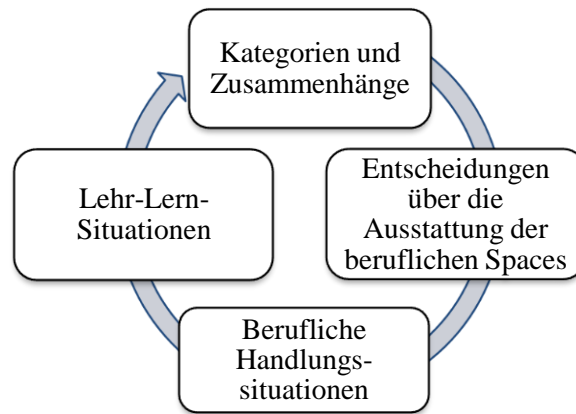 Kategorien und
Zusammenhänge
Entscheidungen
über die
Ausstattung der
beruflichen Spaces
Berufliche
Handlungs-
situationen
Lehr-Lern-
Situationen